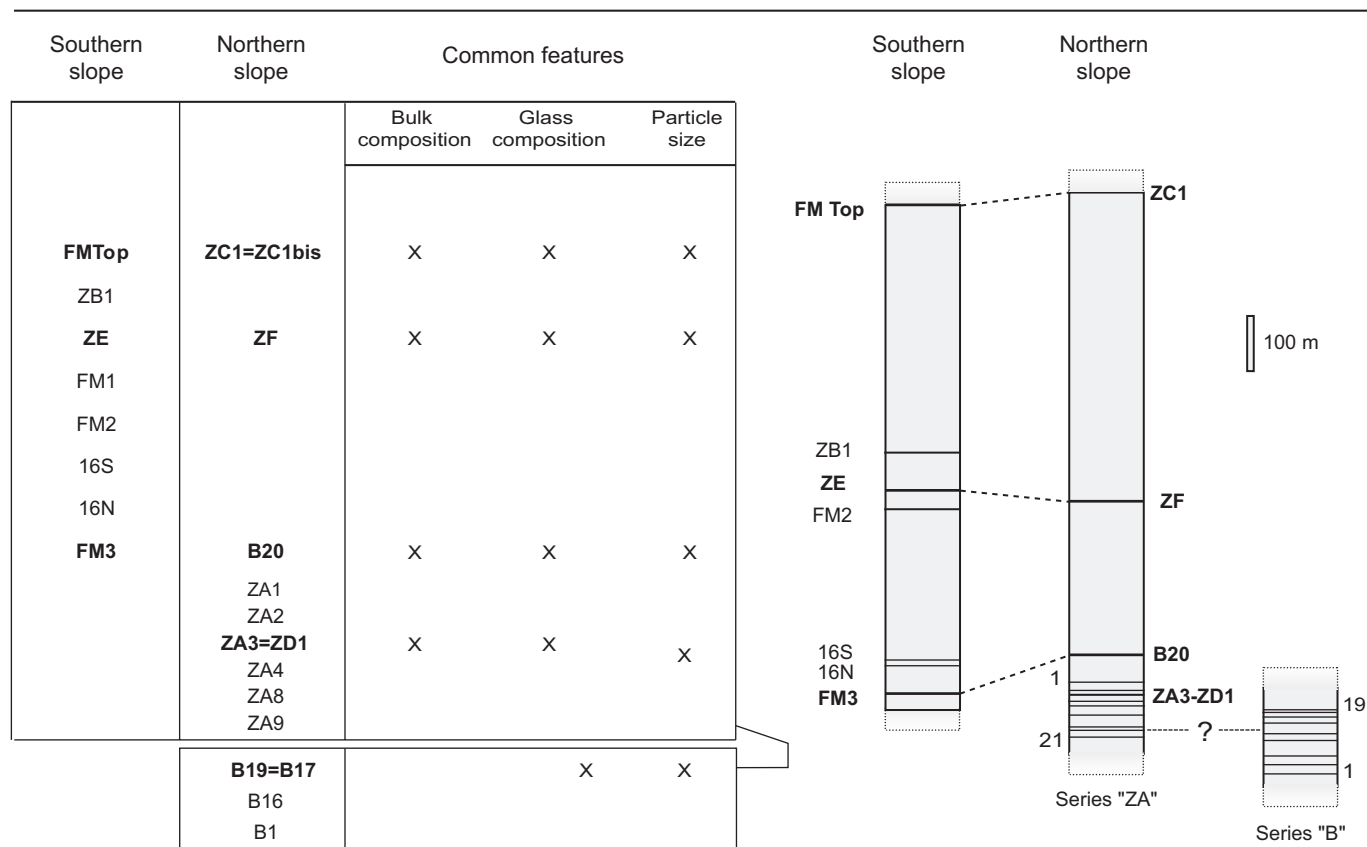 Southern slope
Northern slope
Common features
Bulk composition
Glass composition
Particle size
FMTop ZC1=ZC1bis X X X
ZB1
ZE ZF X X X
FM1
FM2
16S
16N
FM3 B20 X X X
ZA1
ZA2
ZA3=ZD1 X X X
ZA4
ZA8
ZA9
B19=B17 X X
B16
B1
Southern slope
Northern slope
FM Top
ZC1
100 m
ZB1
ZE
ZF
FM2
16S
16N
FM3
B20
1
ZA3-ZD1
21
?
19
1
Series "ZA"
Series "B"